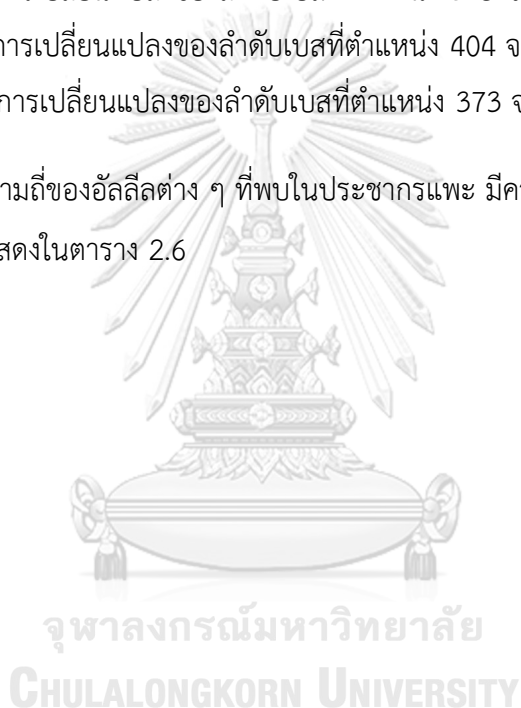 การเปลี่ยนแปลงของลำดับเบสที่ตำแหน่ง 404 จ
การเปลี่ยนแปลงของลำดับเบสที่ตำแหน่ง 373 จ
ามถี่ของอัลลีลต่าง ๆ ที่พบในประชากรแพะ มีค
สดงในตาราง 2.6
จุฬาลงกรณ์มหาวิทยาลัย
CHULALONGKORN UNIVERSITY